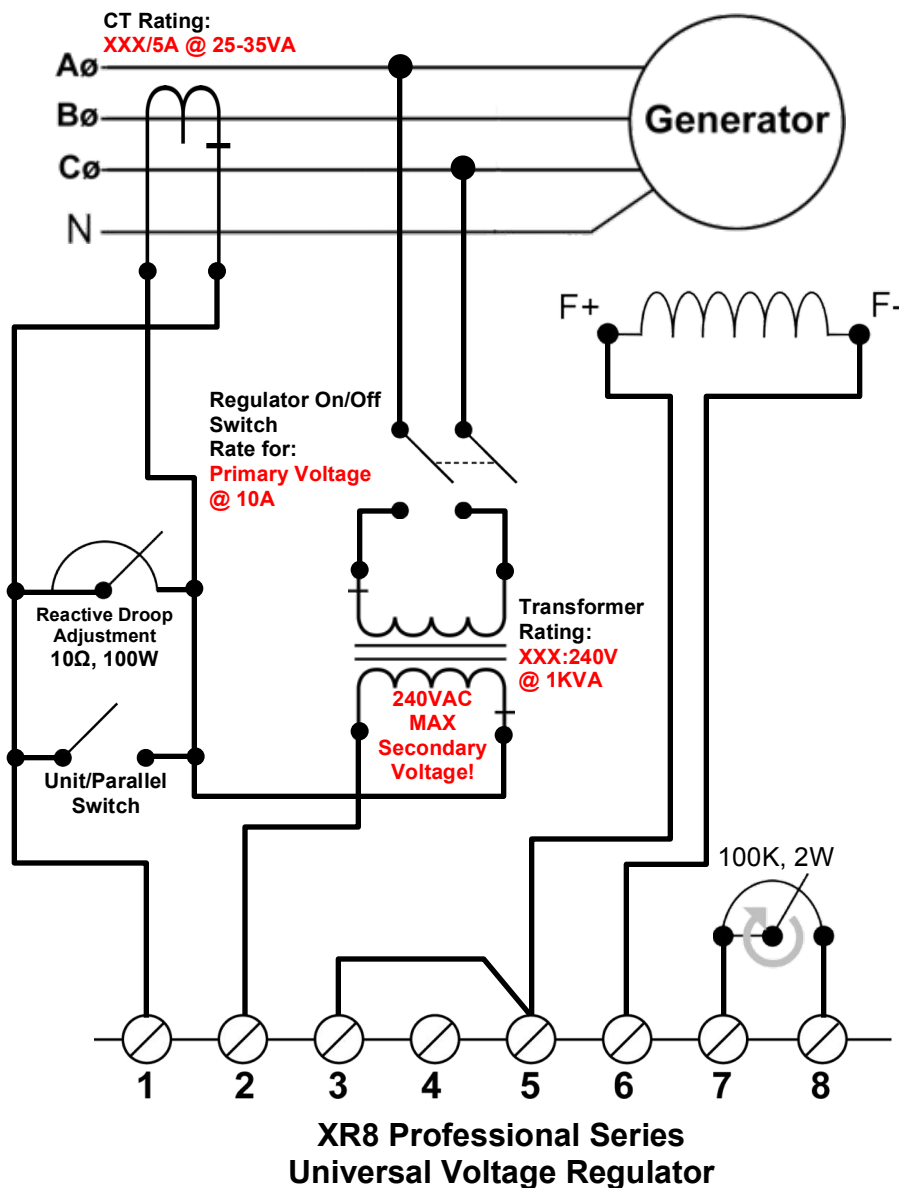 CT Rating:
XXX/5A @ 25-35VA
Aø
Bø
Cø
N
Generator
F+
F-
Regulator On/Off
Switch
Rate for:
Primary Voltage
@ 10A
Reactive Droop
Adjustment
10Ω, 100W
Transformer
Rating:
XXX:240V
@ 1KVA
240VAC
MAX
Secondary
Voltage!
Unit/Parallel
Switch
100K, 2W
1 2 3 4 5 6 7 8
XR8 Professional Series
Universal Voltage Regulator